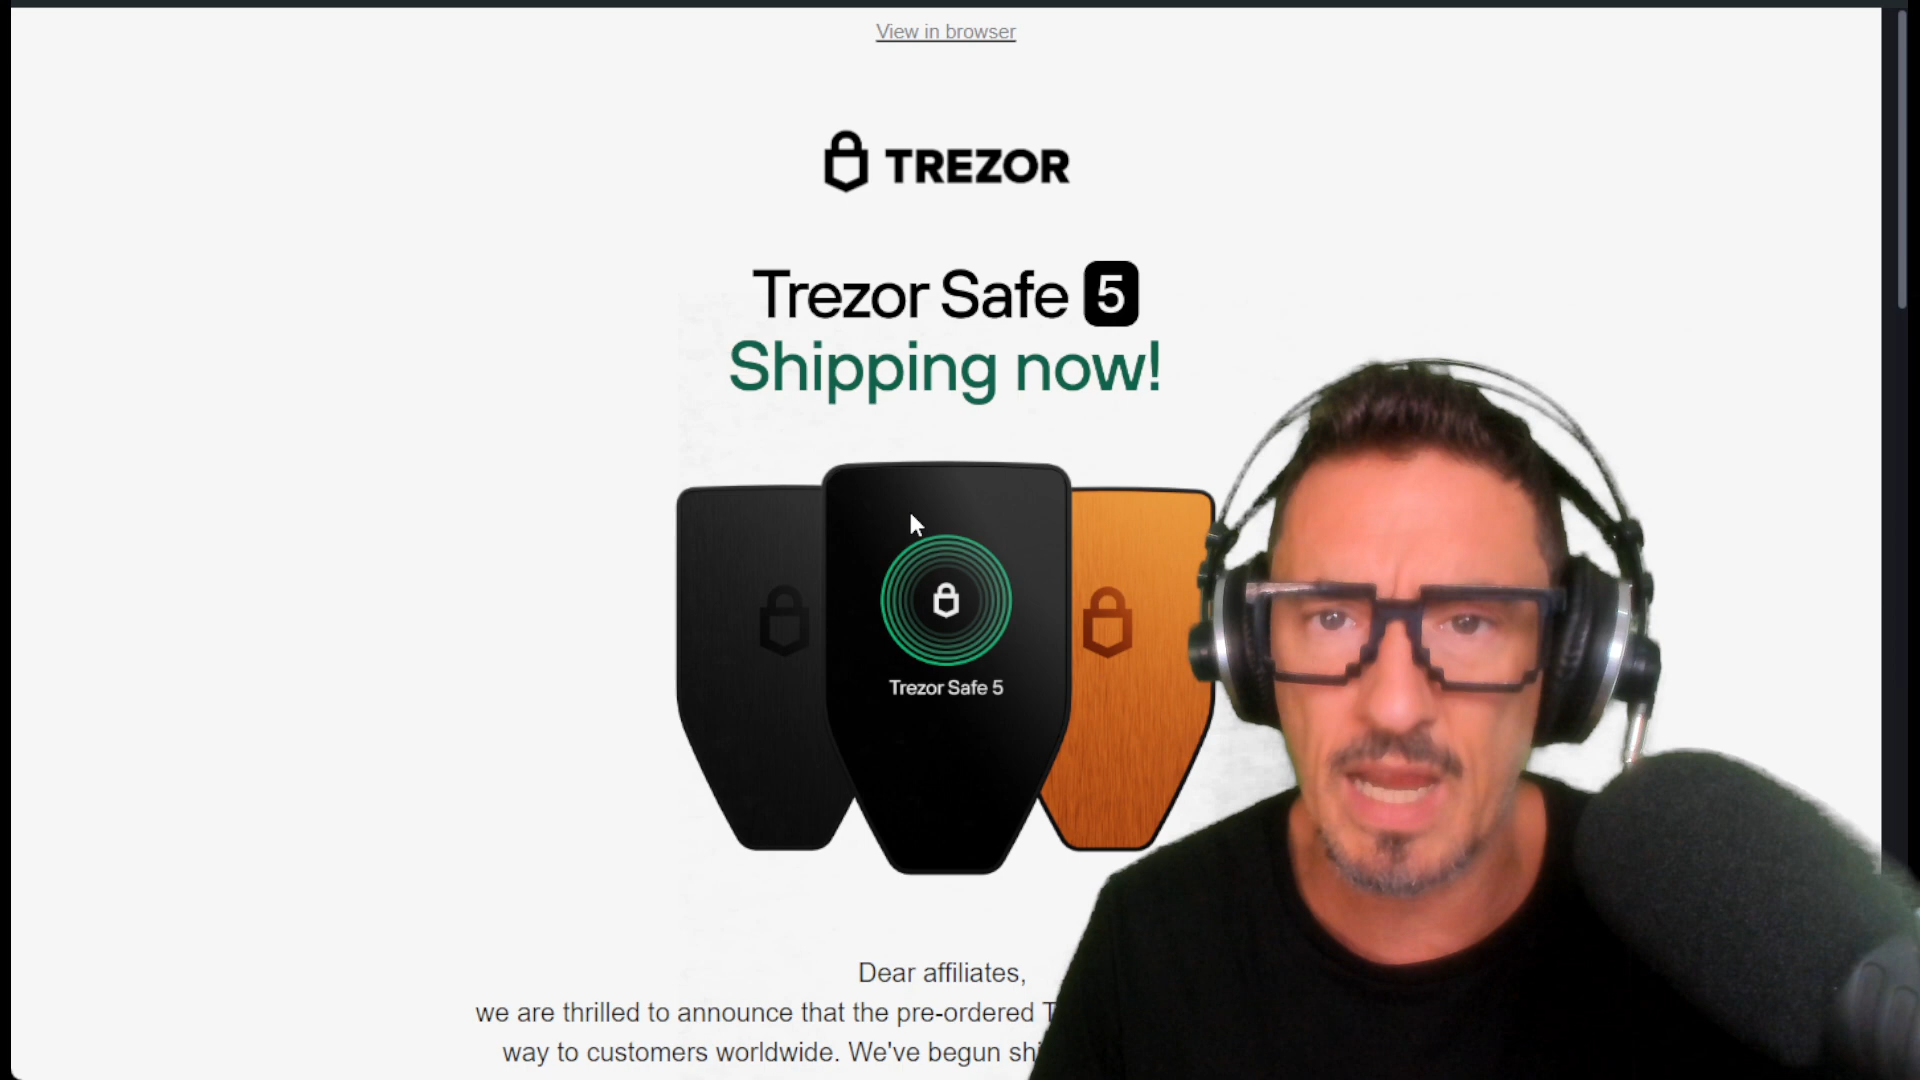 View in browser
TREZOR
Trezor Safe 5
Shipping now!
Trezor Safe 5
Dear affiliates,
we are thrilled to announce that the pre-ordered
way to customers worldwide. We've begun